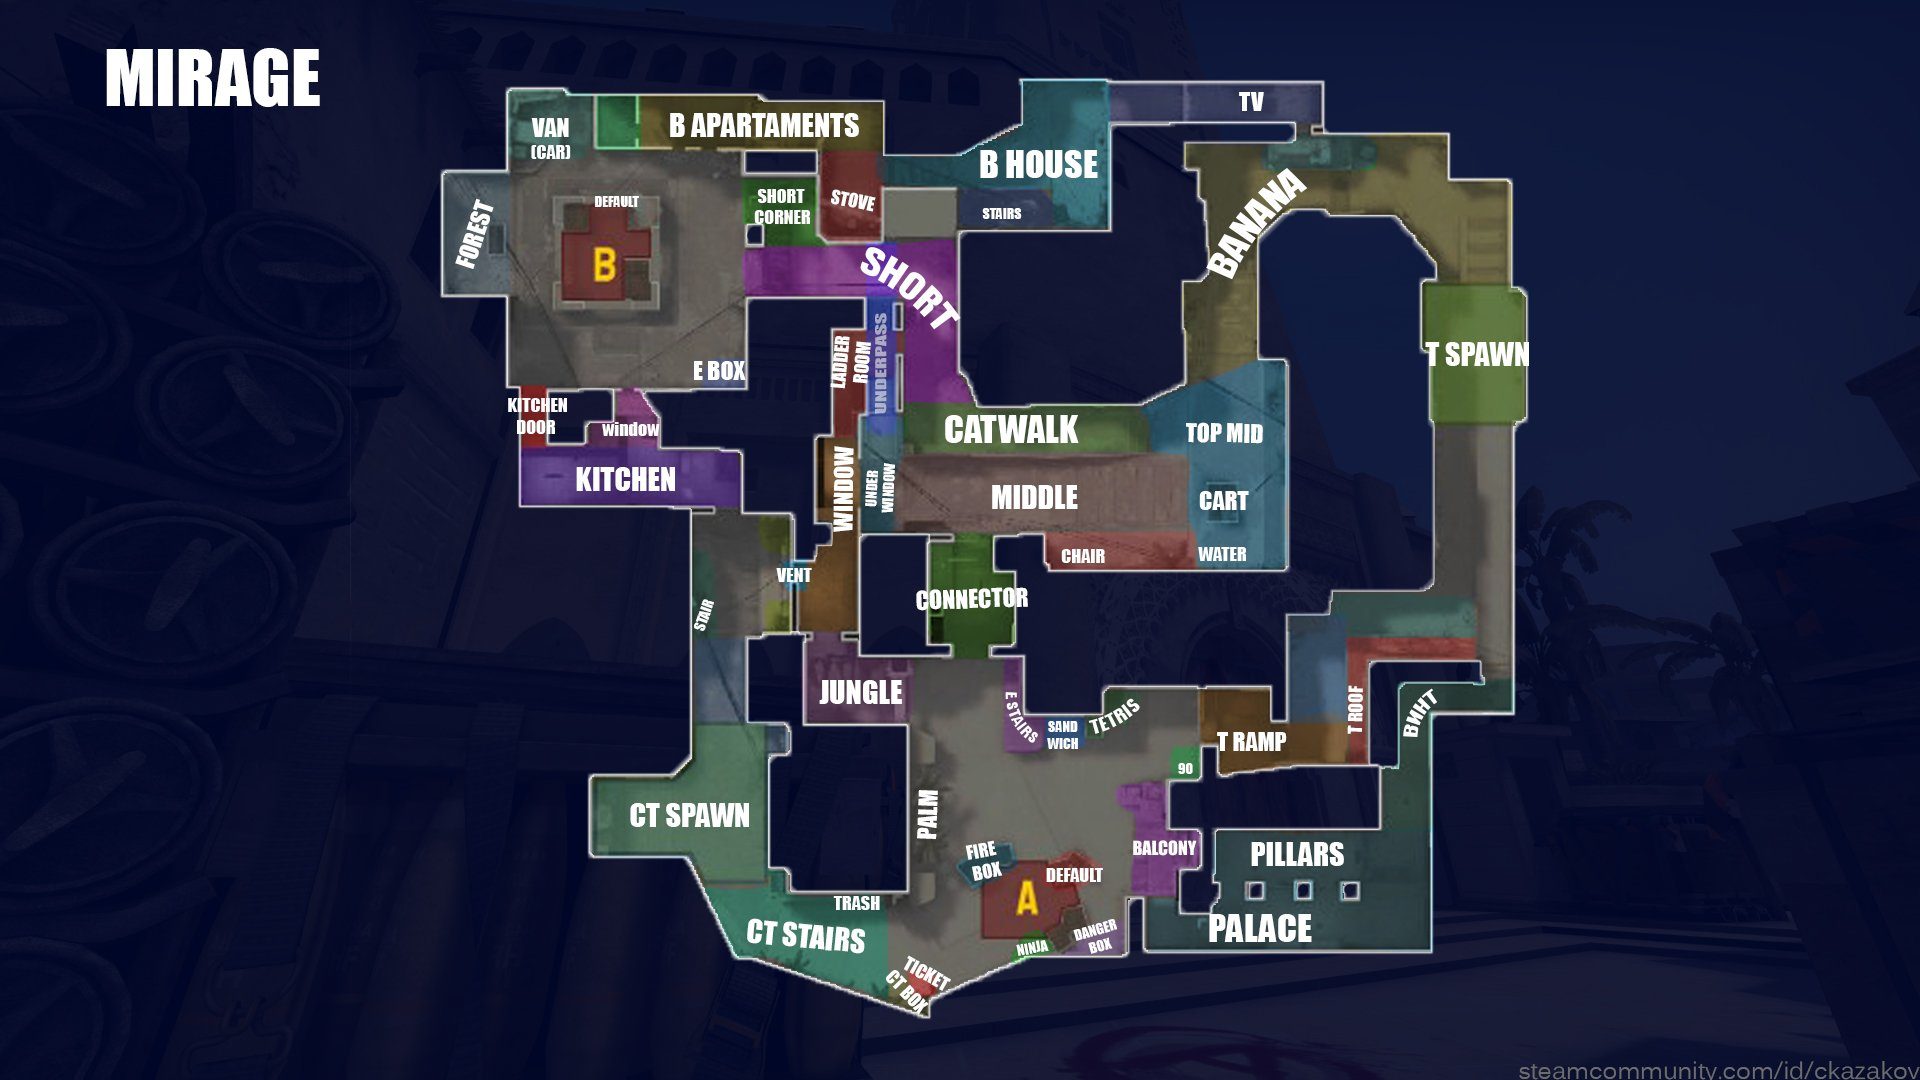 MIRAGE
VAN
(CAR)
B APARTAMENTS
B HOUSE
TV
FOREST
DEFAULT
B
SHORT
CORNER
STOVE
STAIRS
BANANA
SHORT
E BOX
LADDER
ROOM
UNDERPASS
T SPAWN
KITCHEN
DOOR
window
KITCHEN
CATWALK
TOP MID
WINDOW
UNDER
WINDOW
MIDDLE
CART
CHAIR
WATER
VENT
STAIR
CONNECTOR
JUNGLE
E STAIRS
SAND
WICH
TETRIS
T RAMP
T ROOF
ВИНТ
90
CT SPAWN
PALM
FIRE
BOX
A
DEFAULT
BALCONY
PILLARS
PALACE
TRASH
CT STAIRS
NINJA
DANGER
BOX
TICKET
CT BOX
steamcommunity.com/id/ckazakov